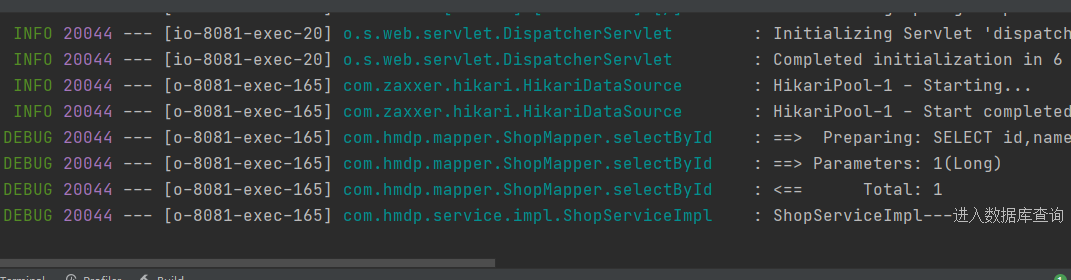 INFO 20044 --- [io-8081-exec-20] o.s.web.servlet.DispatcherServlet : Initializing Servlet 'dispatch
INFO 20044 --- [io-8081-exec-20] o.s.web.servlet.DispatcherServlet : Completed initialization in 6
INFO 20044 --- [o-8081-exec-165] com.zaxxer.hikari.HikariDataSource : HikariPool-1 - Starting...
INFO 20044 --- [o-8081-exec-165] com.zaxxer.hikari.HikariDataSource : HikariPool-1 - Start completed
DEBUG 20044 --- [o-8081-exec-165] com.hmdp.mapper.ShopMapper.selectById : ==>  Preparing: SELECT id,name
DEBUG 20044 --- [o-8081-exec-165] com.hmdp.mapper.ShopMapper.selectById : ==> Parameters: 1(Long)
DEBUG 20044 --- [o-8081-exec-165] com.hmdp.mapper.ShopMapper.selectById : <==      Total: 1
DEBUG 20044 --- [o-8081-exec-165] com.hmdp.service.impl.ShopServiceImpl : ShopServiceImpl---进入数据库查询
Terminal Profiler Build